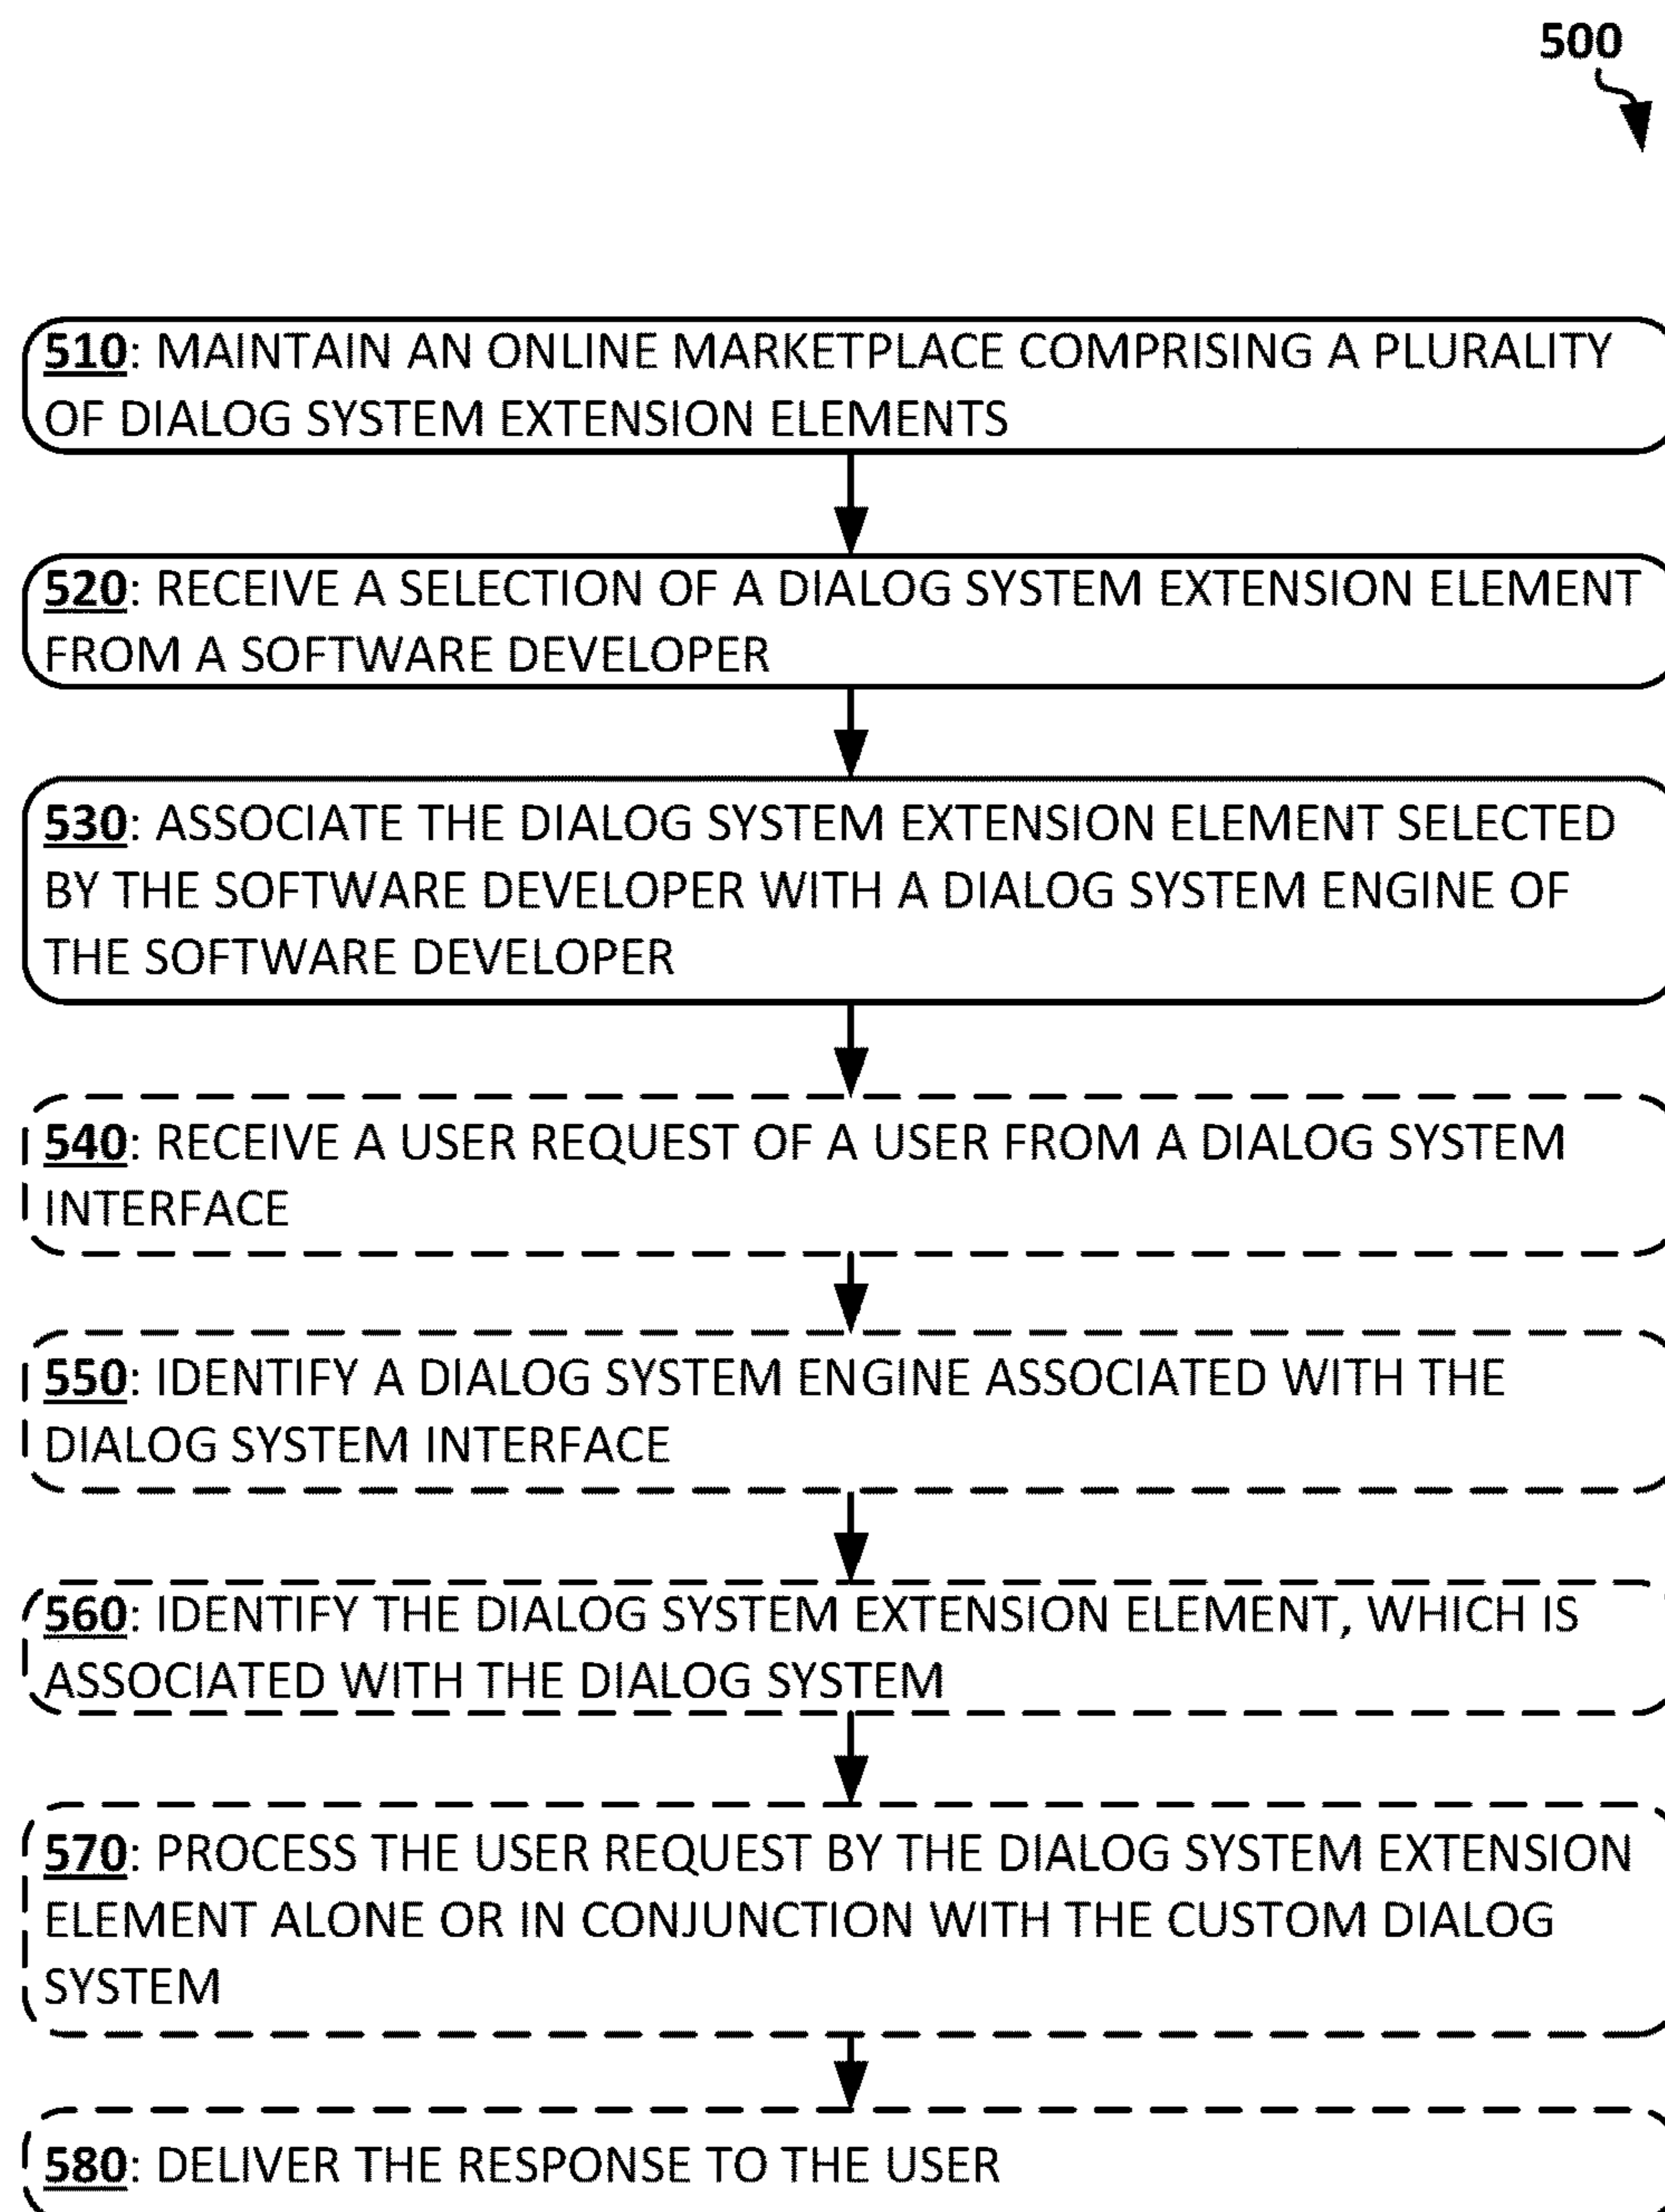 500
510: MAINTAIN AN ONLINE MARKETPLACE COMPRISING A PLURALITY
OF DIALOG SYSTEM EXTENSION ELEMENTS
520: RECEIVE A SELECTION OF A DIALOG SYSTEM EXTENSION ELEMENT
FROM A SOFTWARE DEVELOPER
530: ASSOCIATE THE DIALOG SYSTEM EXTENSION ELEMENT SELECTED
BY THE SOFTWARE DEVELOPER WITH A DIALOG SYSTEM ENGINE OF
THE SOFTWARE DEVELOPER
540: RECEIVE A USER REQUEST OF A USER FROM A DIALOG SYSTEM
INTERFACE
550: IDENTIFY A DIALOG SYSTEM ENGINE ASSOCIATED WITH THE
DIALOG SYSTEM INTERFACE
560: IDENTIFY THE DIALOG SYSTEM EXTENSION ELEMENT, WHICH IS
ASSOCIATED WITH THE DIALOG SYSTEM
570: PROCESS THE USER REQUEST BY THE DIALOG SYSTEM EXTENSION
ELEMENT ALONE OR IN CONJUNCTION WITH THE CUSTOM DIALOG
SYSTEM
580: DELIVER THE RESPONSE TO THE USER